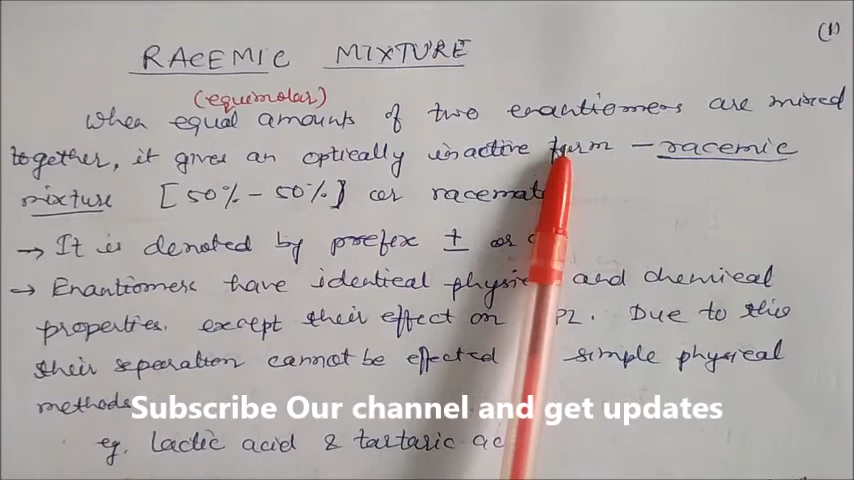 (1)
RACEMIC MIXTURE
(equimolar)
When equal amounts of two enantiomers are mixed
together, it gives an optically inactive form - racemic
mixture [50% - 50%] or racemat
→ It is denoted by prefix ± or
→ Enantiomers have identical physic and chemical
properties. except their effect on PPL. Due to this
their separation cannot be effected simple physical
methods
Subscribe Our channel and get updates
eg. Lactic acid & tartaric ac